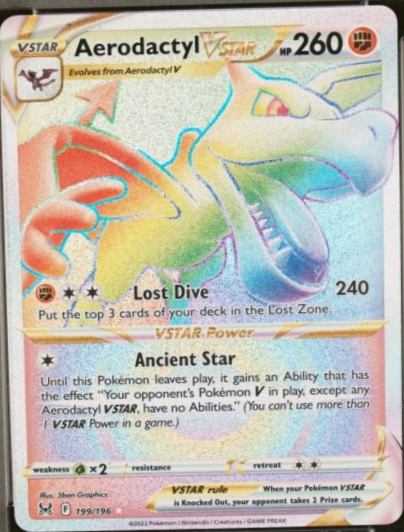 VSTAR Aerodactyl VSTAR HP 260
Evolves from Aerodactyl V
Lost Dive 240
Put the top 3 cards of your deck in the Lost Zone.
VSTAR Power
Ancient Star
Until this Pokémon leaves play, it gains an Ability that has
the effect "Your opponent's Pokémon V in play, except any
Aerodactyl VSTAR, have no Abilities." (You can't use more than
1 VSTAR Power in a game.)
weakness ×2 resistance retreat
Illus. 5ban Graphics
F 199/196
VSTAR rule When your Pokémon VSTAR
is Knocked Out, your opponent takes 2 Prize cards.
©2022 Pokémon / Nintendo / Creatures / GAME FREAK